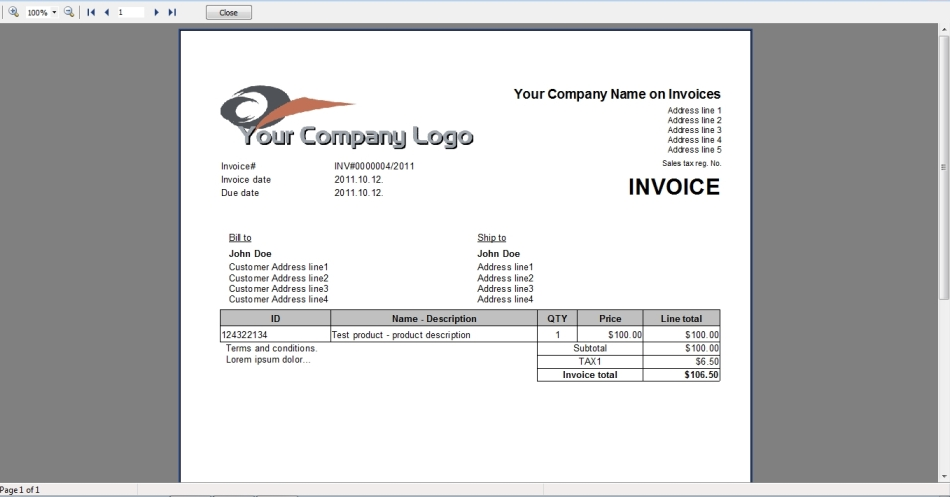 100%
1
Close
Your Company Logo
Your Company Name on Invoices
Address line 1
Address line 2
Address line 3
Address line 4
Address line 5
Sales tax reg. No.
Invoice# INV#0000004/2011
Invoice date 2011.10.12.
Due date 2011.10.12.
INVOICE
Bill to
John Doe
Customer Address line1
Customer Address line2
Customer Address line3
Customer Address line4
Ship to
John Doe
Address line1
Address line2
Address line3
Address line4
ID Name - Description QTY Price Line total
124322134 Test product - product description 1 $100.00 $100.00
Terms and conditions.
Lorem ipsum dolor...
Subtotal $100.00
TAX1 $6.50
Invoice total $106.50
Page 1 of 1